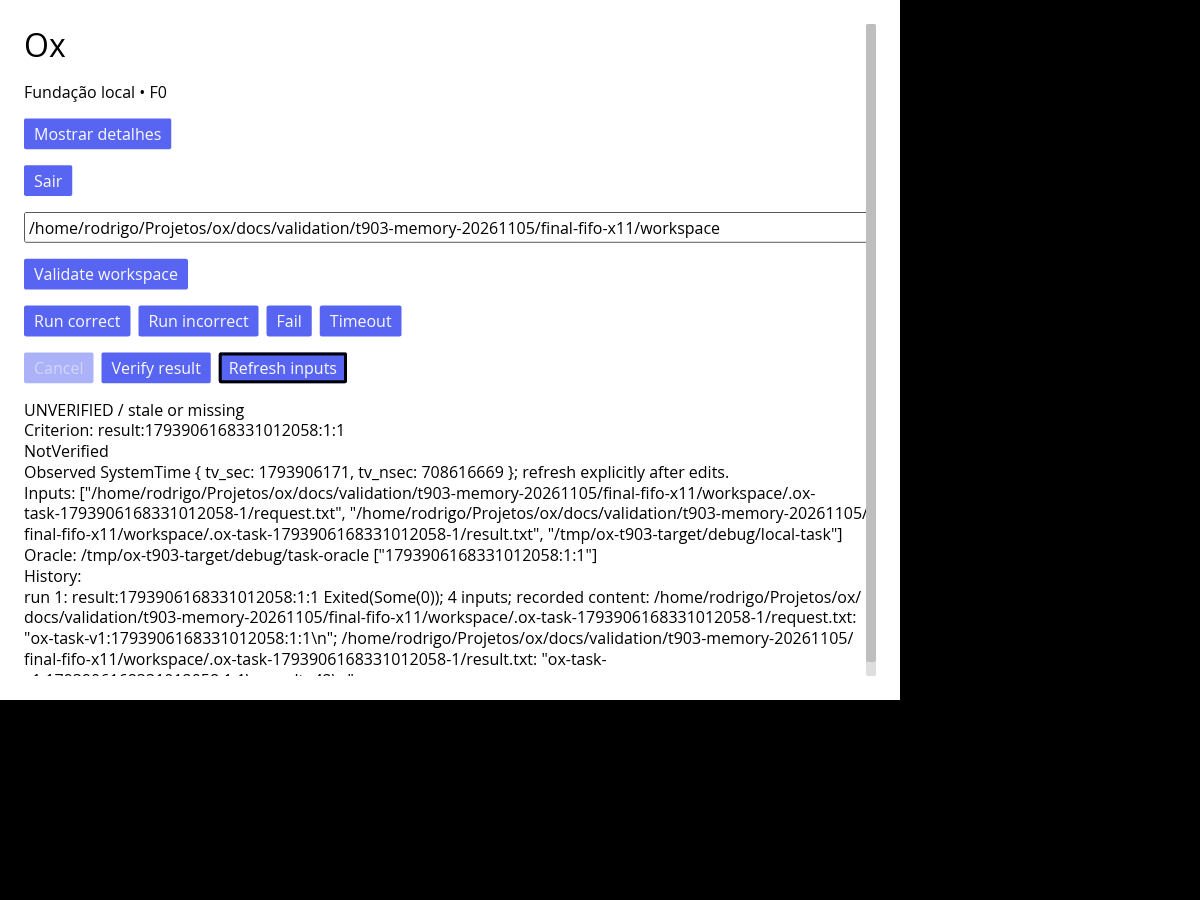 Ox
Fundação local • F0
Mostrar detalhes
Sair
/home/rodrigo/Projetos/ox/docs/validation/t903-memory-20261105/final-fifo-x11/workspace
Validate workspace
Run correct Run incorrect Fail Timeout
Cancel Verify result Refresh inputs
UNVERIFIED / stale or missing
Criterion: result:1793906168331012058:1:1
NotVerified
Observed SystemTime { tv_sec: 1793906171, tv_nsec: 708616669 }; refresh explicitly after edits.
Inputs: ["/home/rodrigo/Projetos/ox/docs/validation/t903-memory-20261105/final-fifo-x11/workspace/.ox-
task-1793906168331012058-1/request.txt", "/home/rodrigo/Projetos/ox/docs/validation/t903-memory-20261105/
final-fifo-x11/workspace/.ox-task-1793906168331012058-1/result.txt", "/tmp/ox-t903-target/debug/local-task"]
Oracle: /tmp/ox-t903-target/debug/task-oracle ["1793906168331012058:1:1"]
History:
run 1: result:1793906168331012058:1:1 Exited(Some(0)); 4 inputs; recorded content: /home/rodrigo/Projetos/ox/
docs/validation/t903-memory-20261105/final-fifo-x11/workspace/.ox-task-1793906168331012058-1/request.txt:
"ox-task-v1:1793906168331012058:1:1\n"; /home/rodrigo/Projetos/ox/docs/validation/t903-memory-20261105/
final-fifo-x11/workspace/.ox-task-1793906168331012058-1/result.txt: "ox-task-